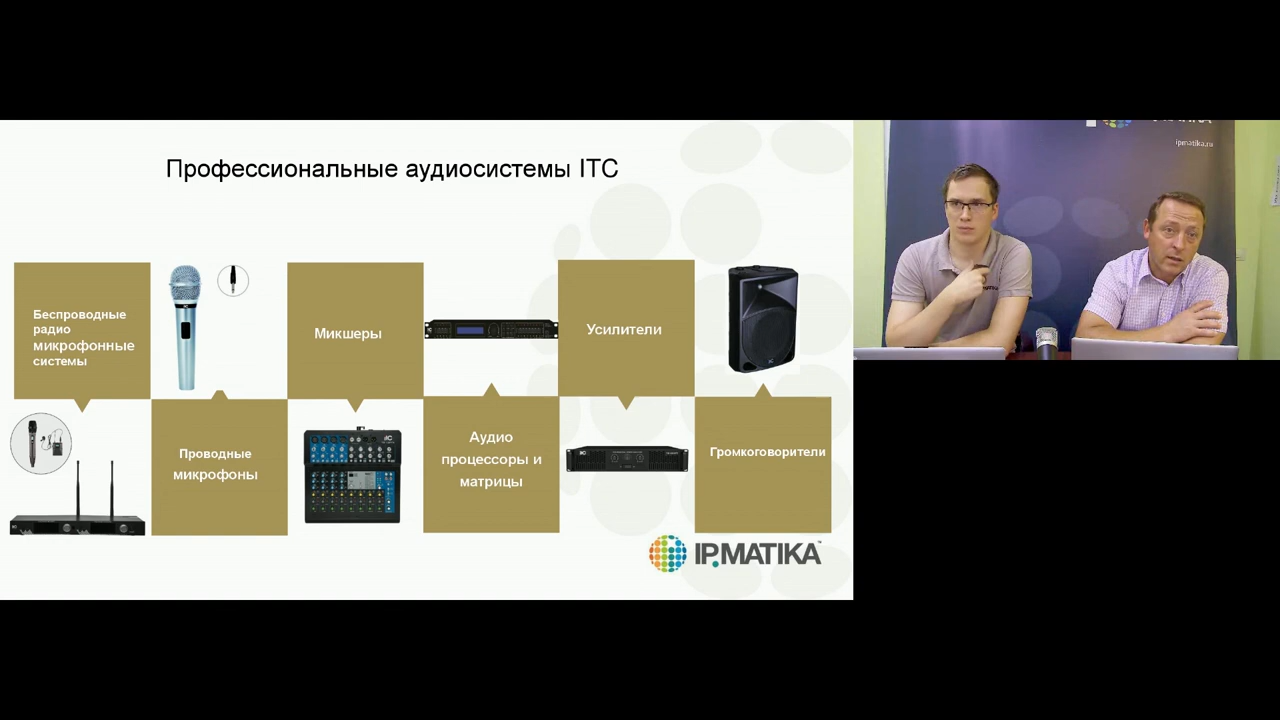 Профессиональные аудиосистемы ITC
Беспроводные
радио
микрофонные
системы
Проводные
микрофоны
Микшеры
Аудио
процессоры и
матрицы
Усилители
Громкоговорители
IP.MATIKA
ipmatika.ru